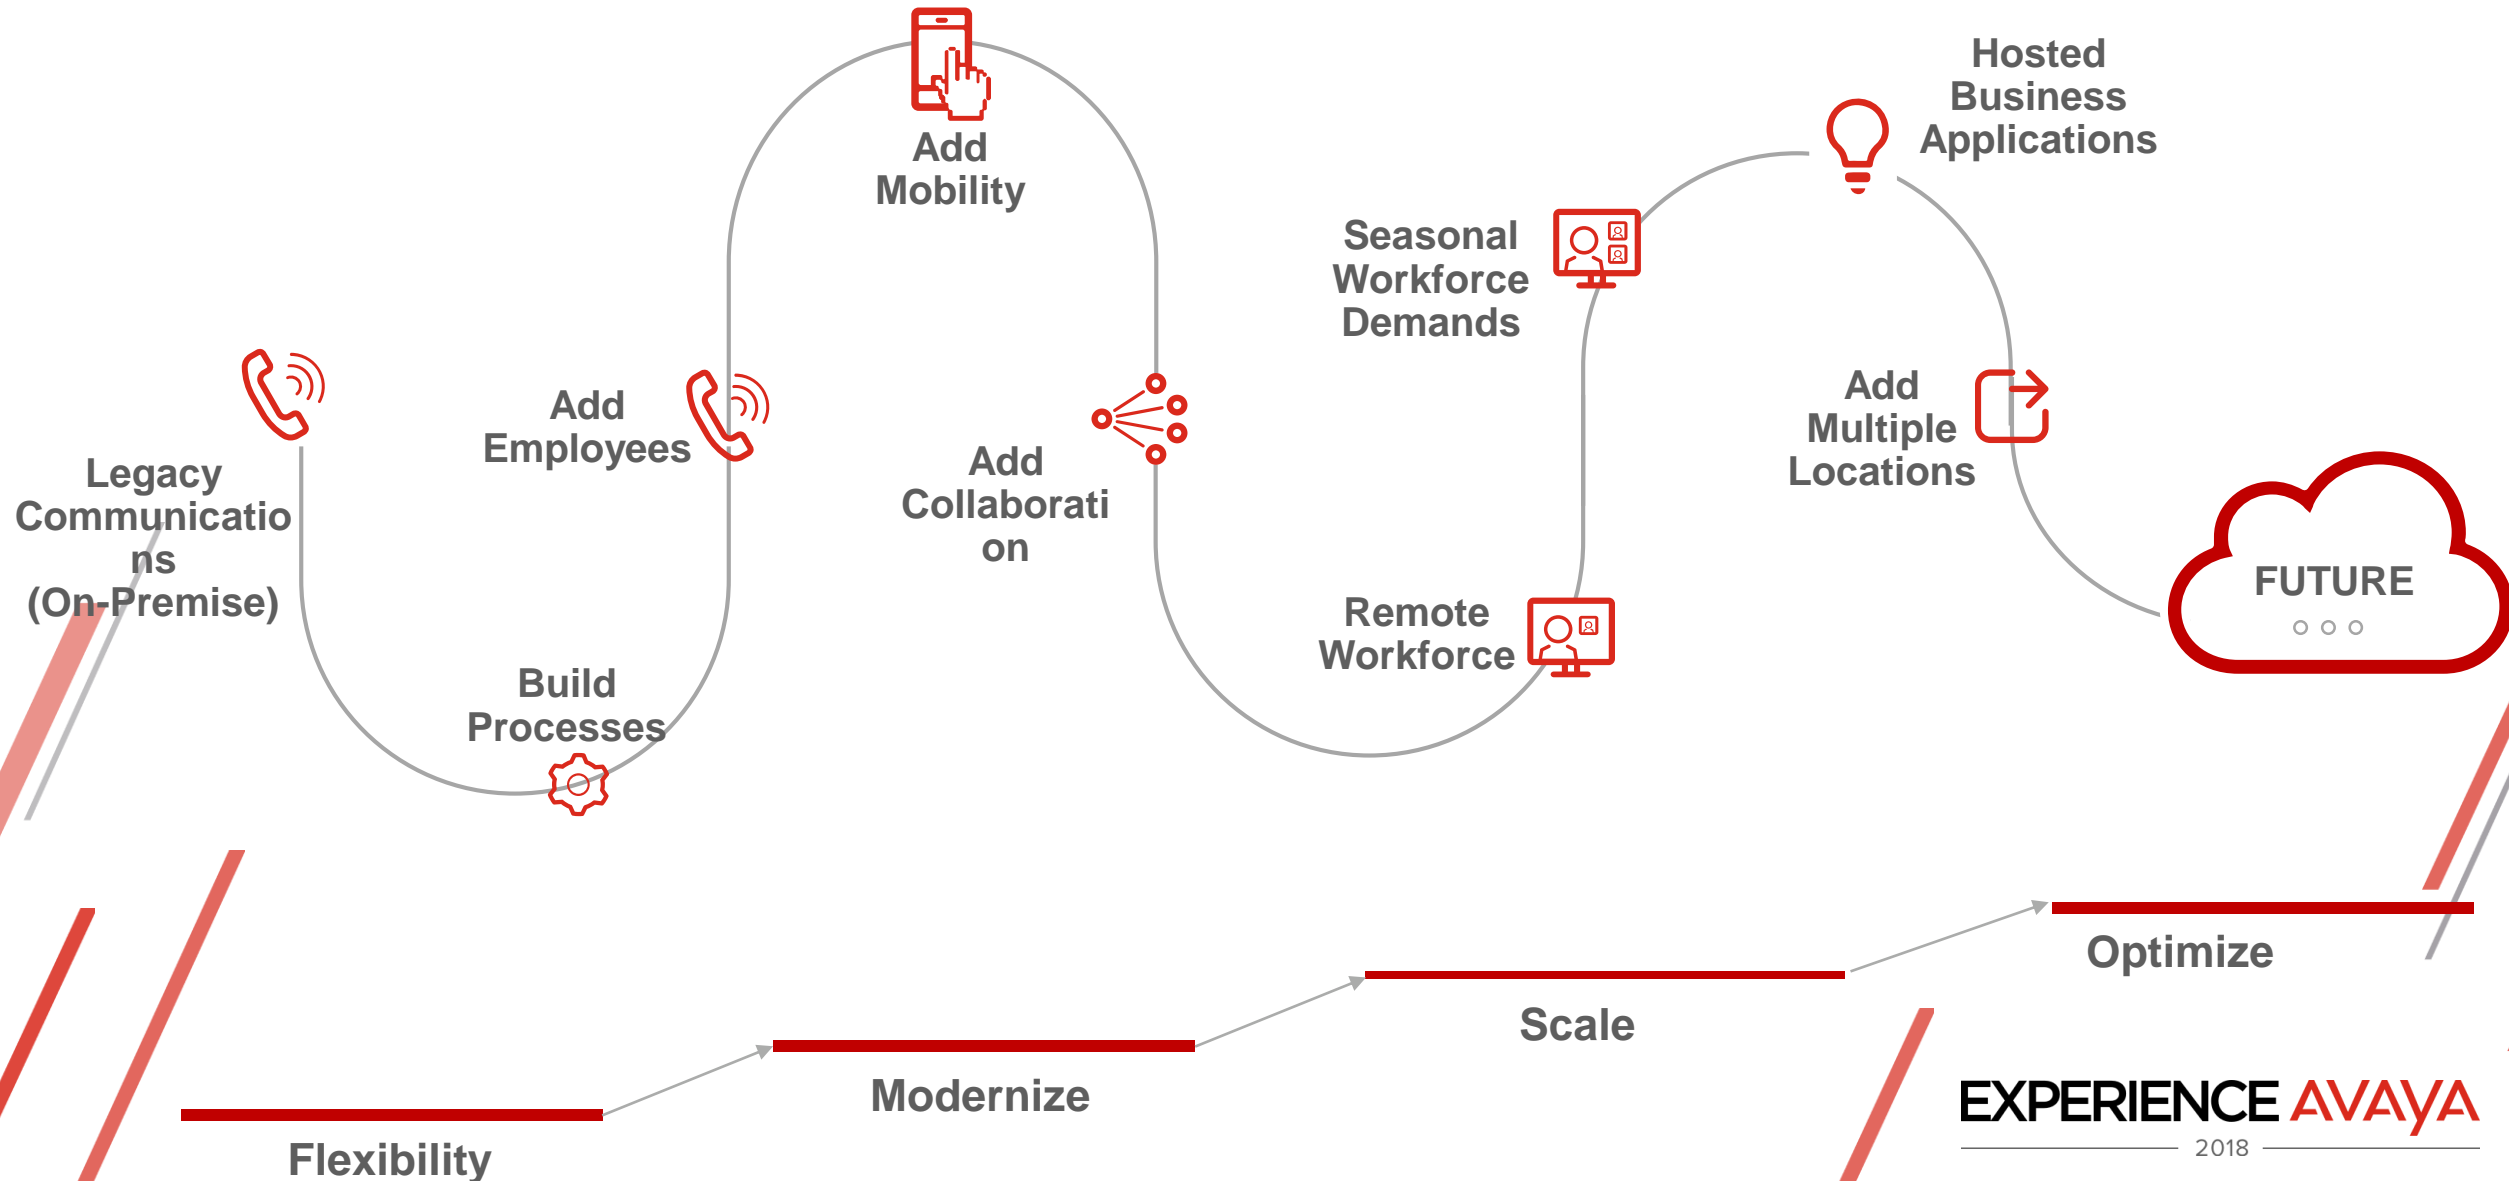 Legacy
Communicatio
ns
(On-Premise)
Build
Processes
Add
Employees
Add
Mobility
Add
Collaborati
on
Remote
Workforce
Seasonal
Workforce
Demands
Hosted
Business
Applications
Add
Multiple
Locations
FUTURE
Flexibility
Modernize
Scale
Optimize
EXPERIENCE AVAYA
2018